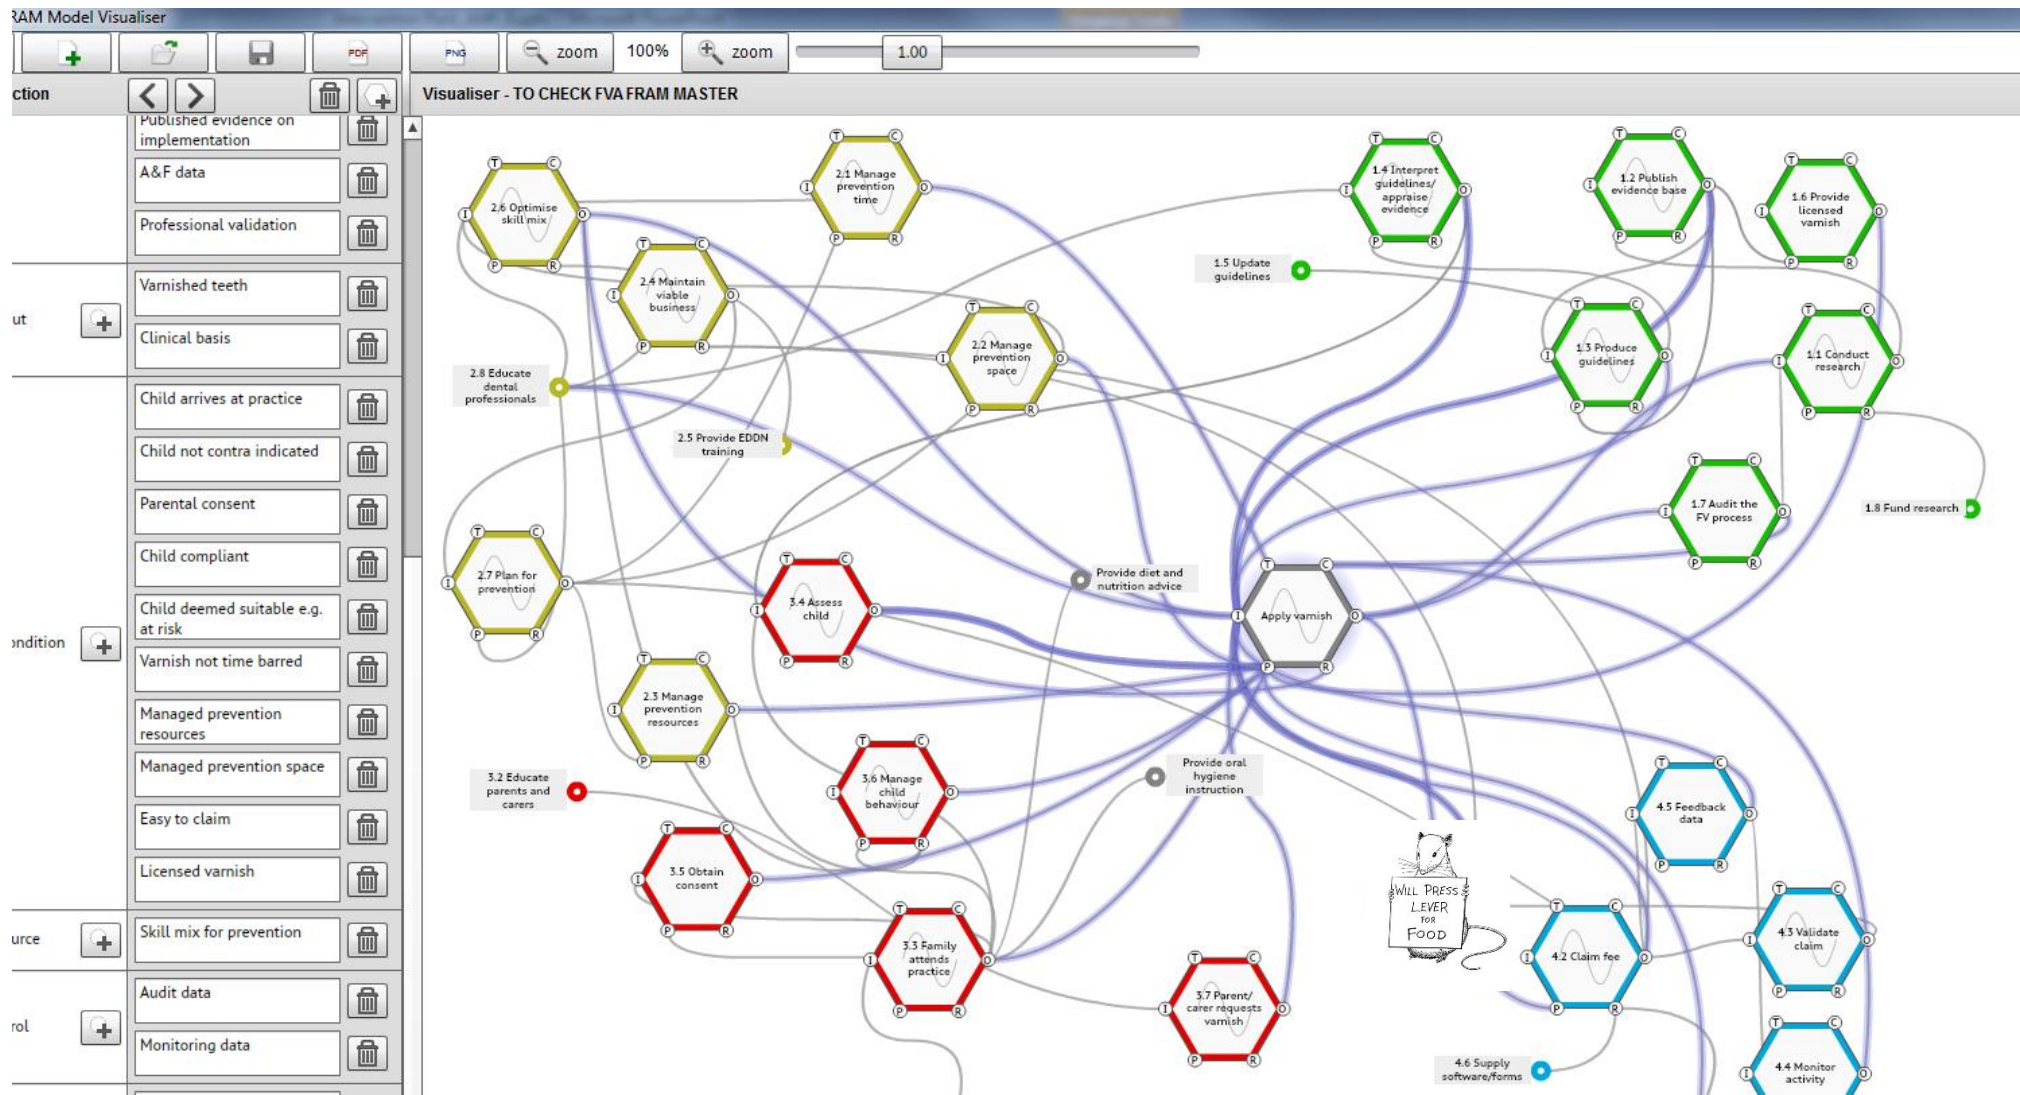 RAM Model Visualiser
PDF
PNG
zoom
100%
zoom
1.00
ction
Visualiser - TO CHECK FVA FRAM MASTER
Published evidence on
implementation
A&F data
Professional validation
ut
Varnished teeth
Clinical basis
ondition
Child arrives at practice
Child not contra indicated
Parental consent
Child compliant
Child deemed suitable e.g.
at risk
Varnish not time barred
Managed prevention
resources
Managed prevention space
Easy to claim
Licensed varnish
urce
Skill mix for prevention
rol
Audit data
Monitoring data
T C
I O
P R
2.6 Optimise
skill mix
T C
I O
P R
2.1 Manage
prevention
time
T C
I O
P R
1.4 Interpret
guidelines/
appraise
evidence
T C
I O
P R
1.2 Publish
evidence base
T C
I O
P R
1.6 Provide
licensed
varnish
T C
I O
P R
2.4 Maintain
viable
business
1.5 Update
guidelines
T C
I O
P R
2.2 Manage
prevention
space
T C
I O
P R
1.3 Produce
guidelines
T C
I O
P R
1.1 Conduct
research
2.8 Educate
dental
professionals
2.5 Provide EDDN
training
T C
I O
P R
1.7 Audit the
FV process
1.8 Fund research
T C
I O
P R
2.7 Plan for
prevention
T C
I O
P R
3.4 Assess
child
Provide diet and
nutrition advice
T C
I O
P R
Apply varnish
T C
I O
P R
2.3 Manage
prevention
resources
3.2 Educate
parents and
carers
T C
I O
P R
3.6 Manage
child
behaviour
Provide oral
hygiene
instruction
T C
I O
P R
4.5 Feedback
data
T C
I O
P R
3.5 Obtain
consent
WILL PRESS
LEVER
FOR
FOOD
T C
I O
P R
3.3 Family
attends
practice
T C
I O
P R
3.7 Parent/
carer requests
varnish
T C
I O
P R
4.2 Claim fee
T C
I O
P R
4.3 Validate
claim
4.6 Supply
software/forms
T C
I O
4.4 Monitor
activity